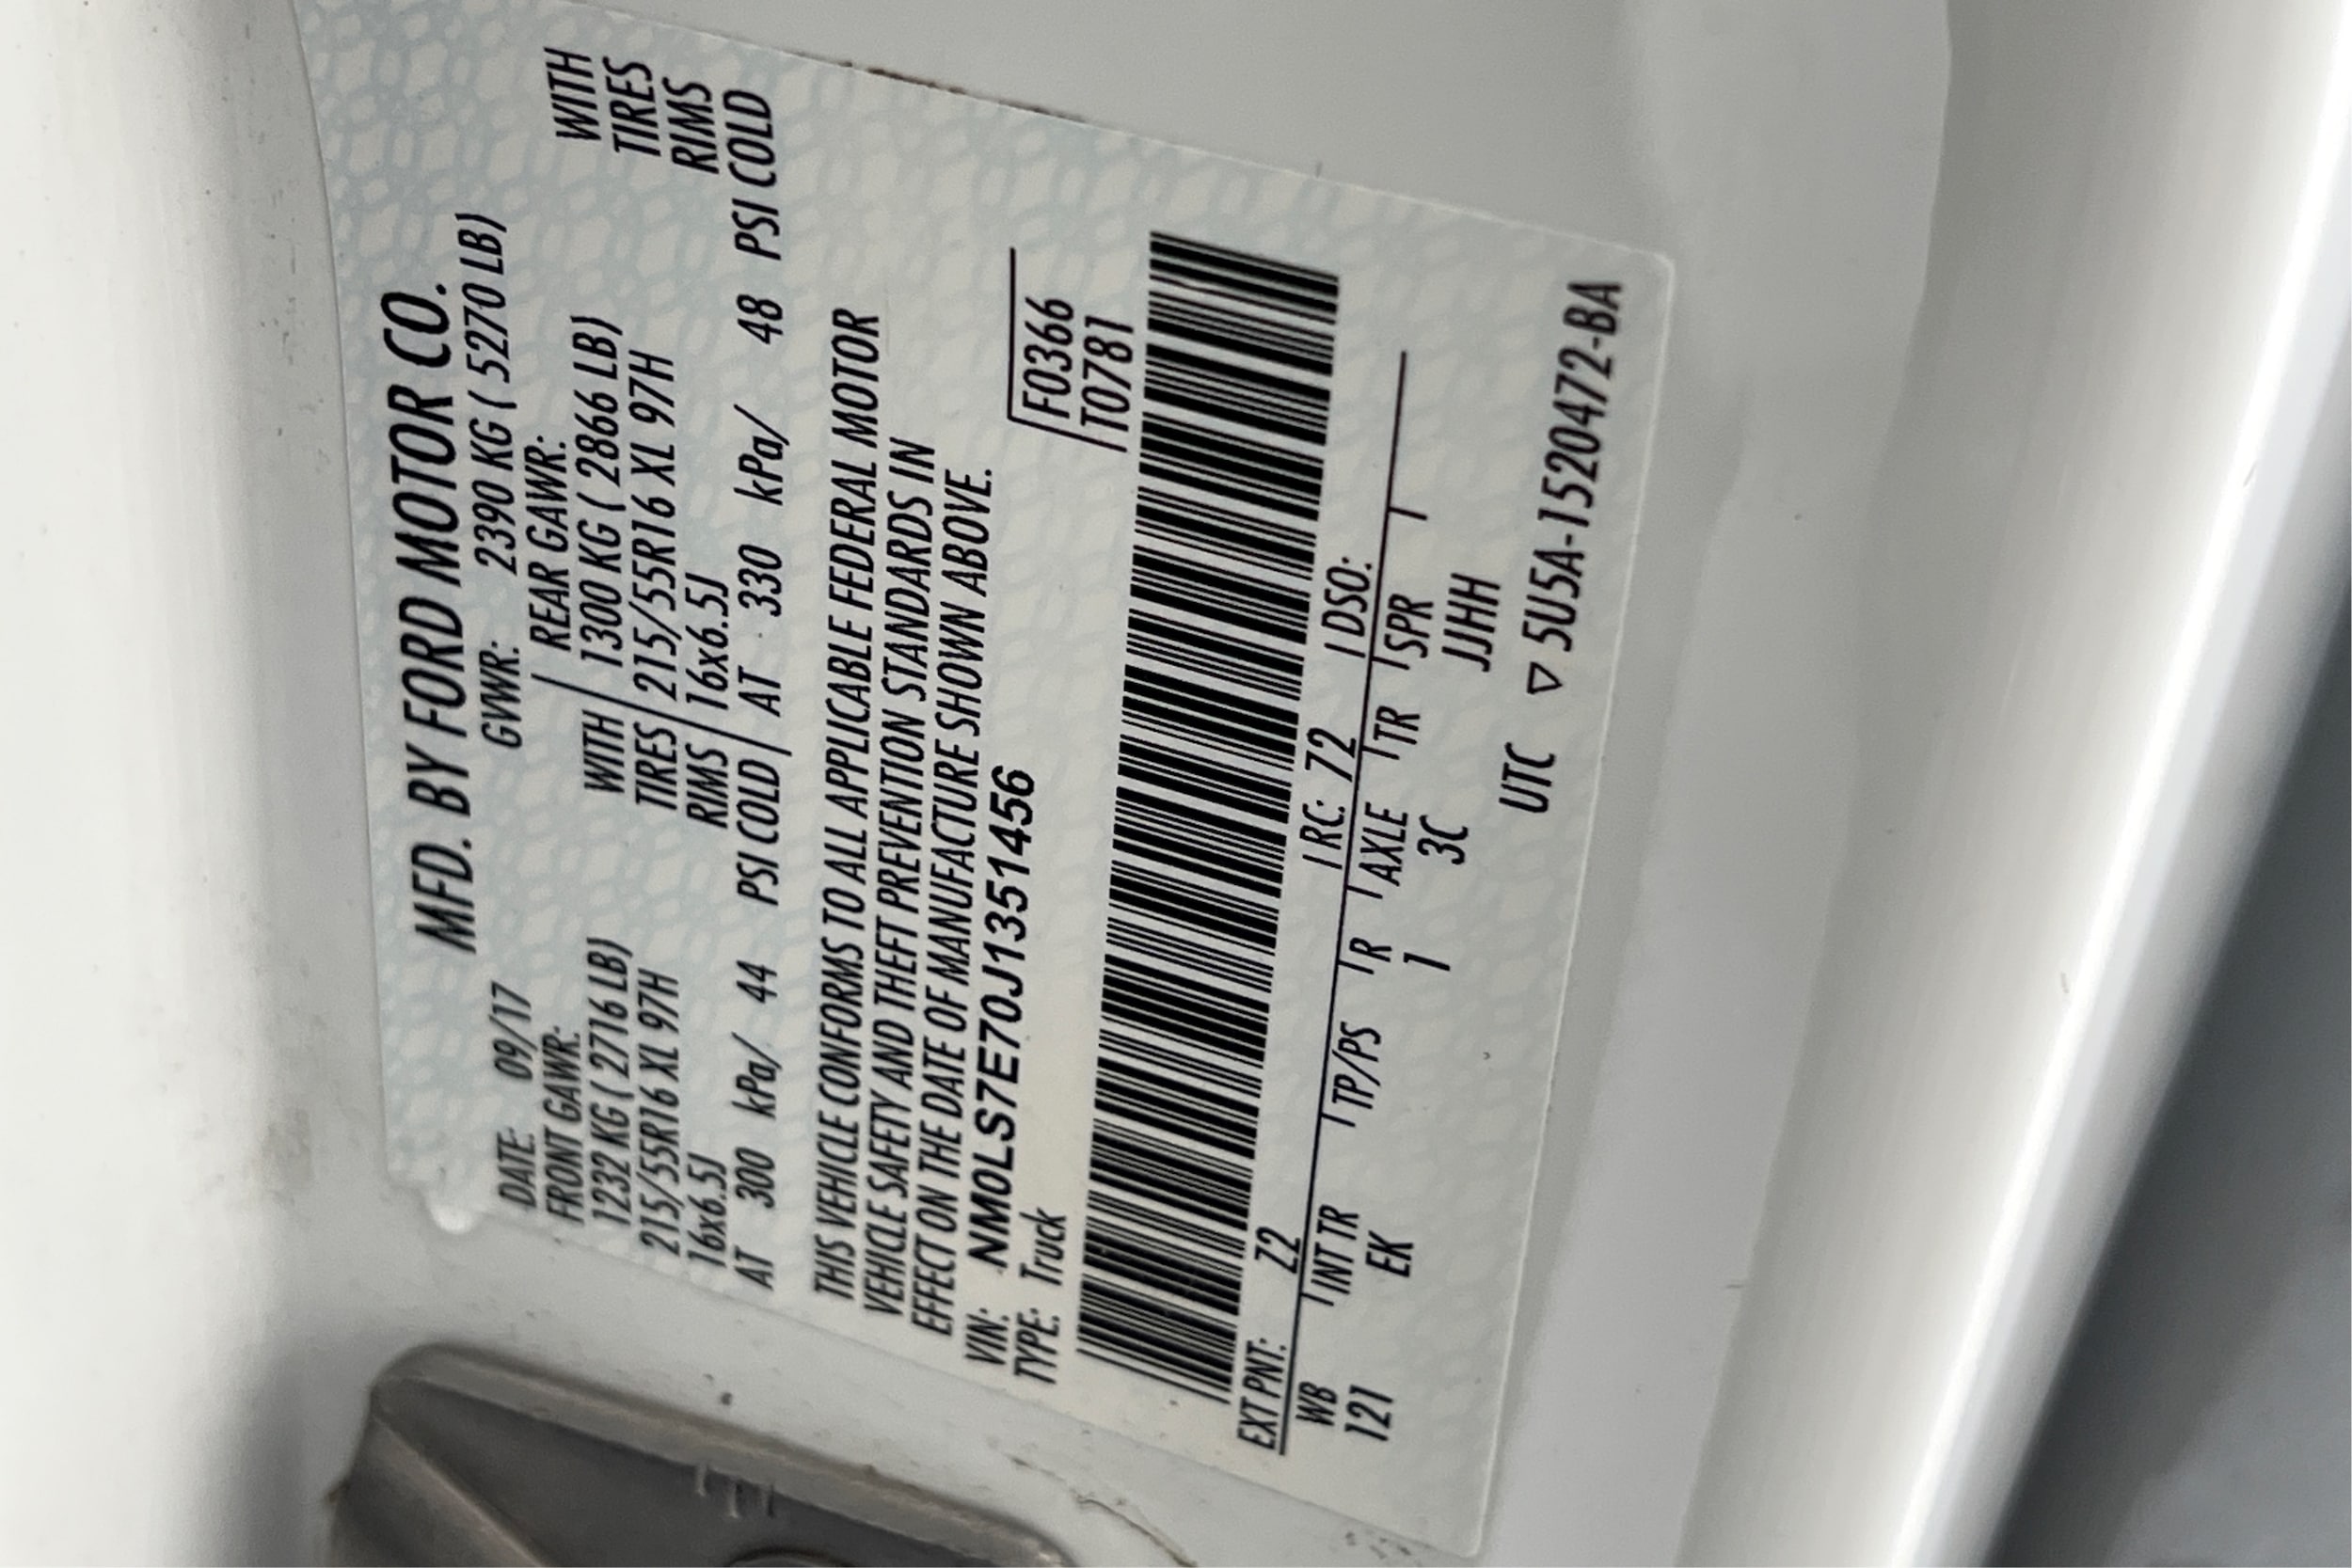 MFD. BY FORD MOTOR CO.
DATE: 09/17 GVWR: 2390 KG ( 5270 LB)
FRONT GAWR: REAR GAWR:
1232 KG ( 2716 LB) WITH 1300 KG ( 2866 LB) WITH
215/55R16 XL 97H TIRES 215/55R16 XL 97H TIRES
16x6.5J RIMS 16x6.5J RIMS
AT 300 kPa/ 44 PSI COLD AT 330 kPa/ 48 PSI COLD
THIS VEHICLE CONFORMS TO ALL APPLICABLE FEDERAL MOTOR
VEHICLE SAFETY AND THEFT PREVENTION STANDARDS IN
EFFECT ON THE DATE OF MANUFACTURE SHOWN ABOVE.
VIN: NM0LS7E70J1351456 F0366
TYPE: Truck T0781
EXT PNT: Z2 RC: 72 DSO:
WB INT TR TP/PS R AXLE TR SPR
121 EK 1 3C JJHH
UTC ▽ 5U5A-1520472-BA